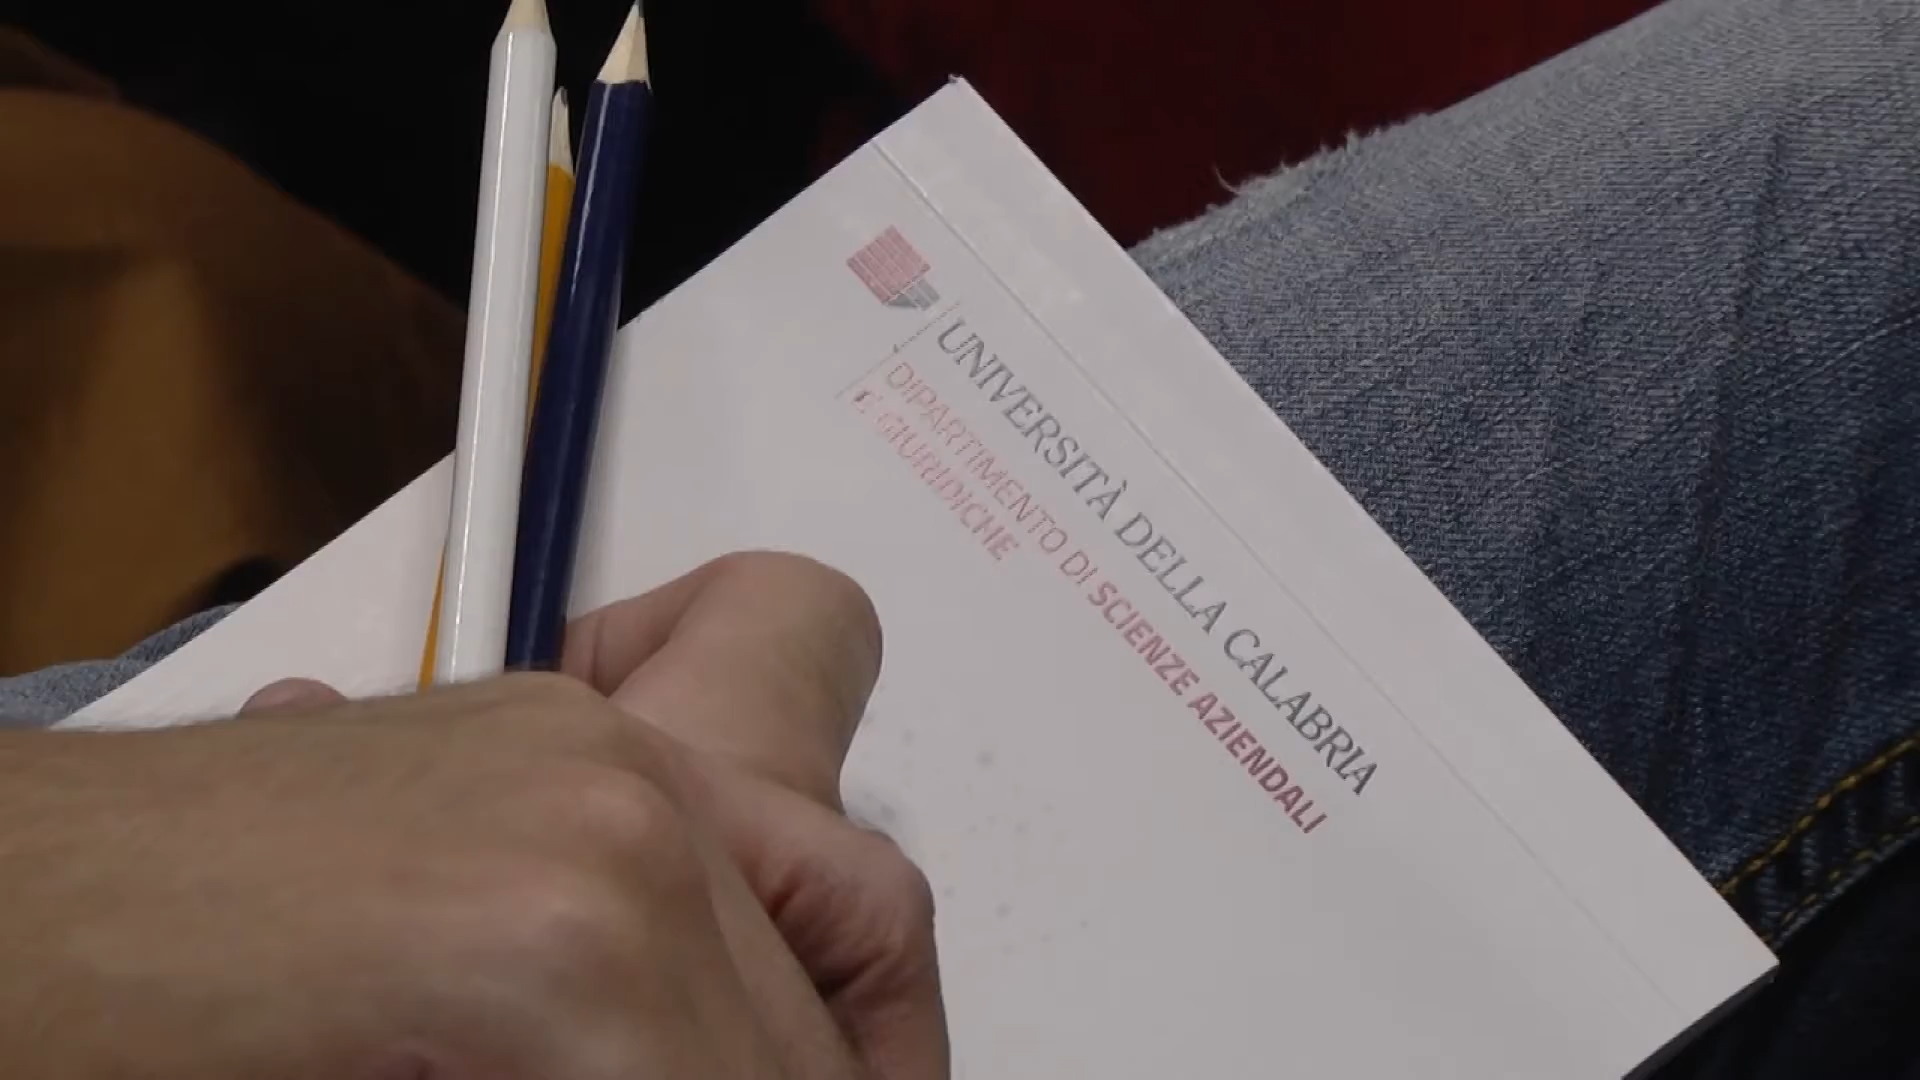 UNIVERSITÀ DELLA CALABRIA
DIPARTIMENTO DI SCIENZE AZIENDALI
E GIURIDICHE